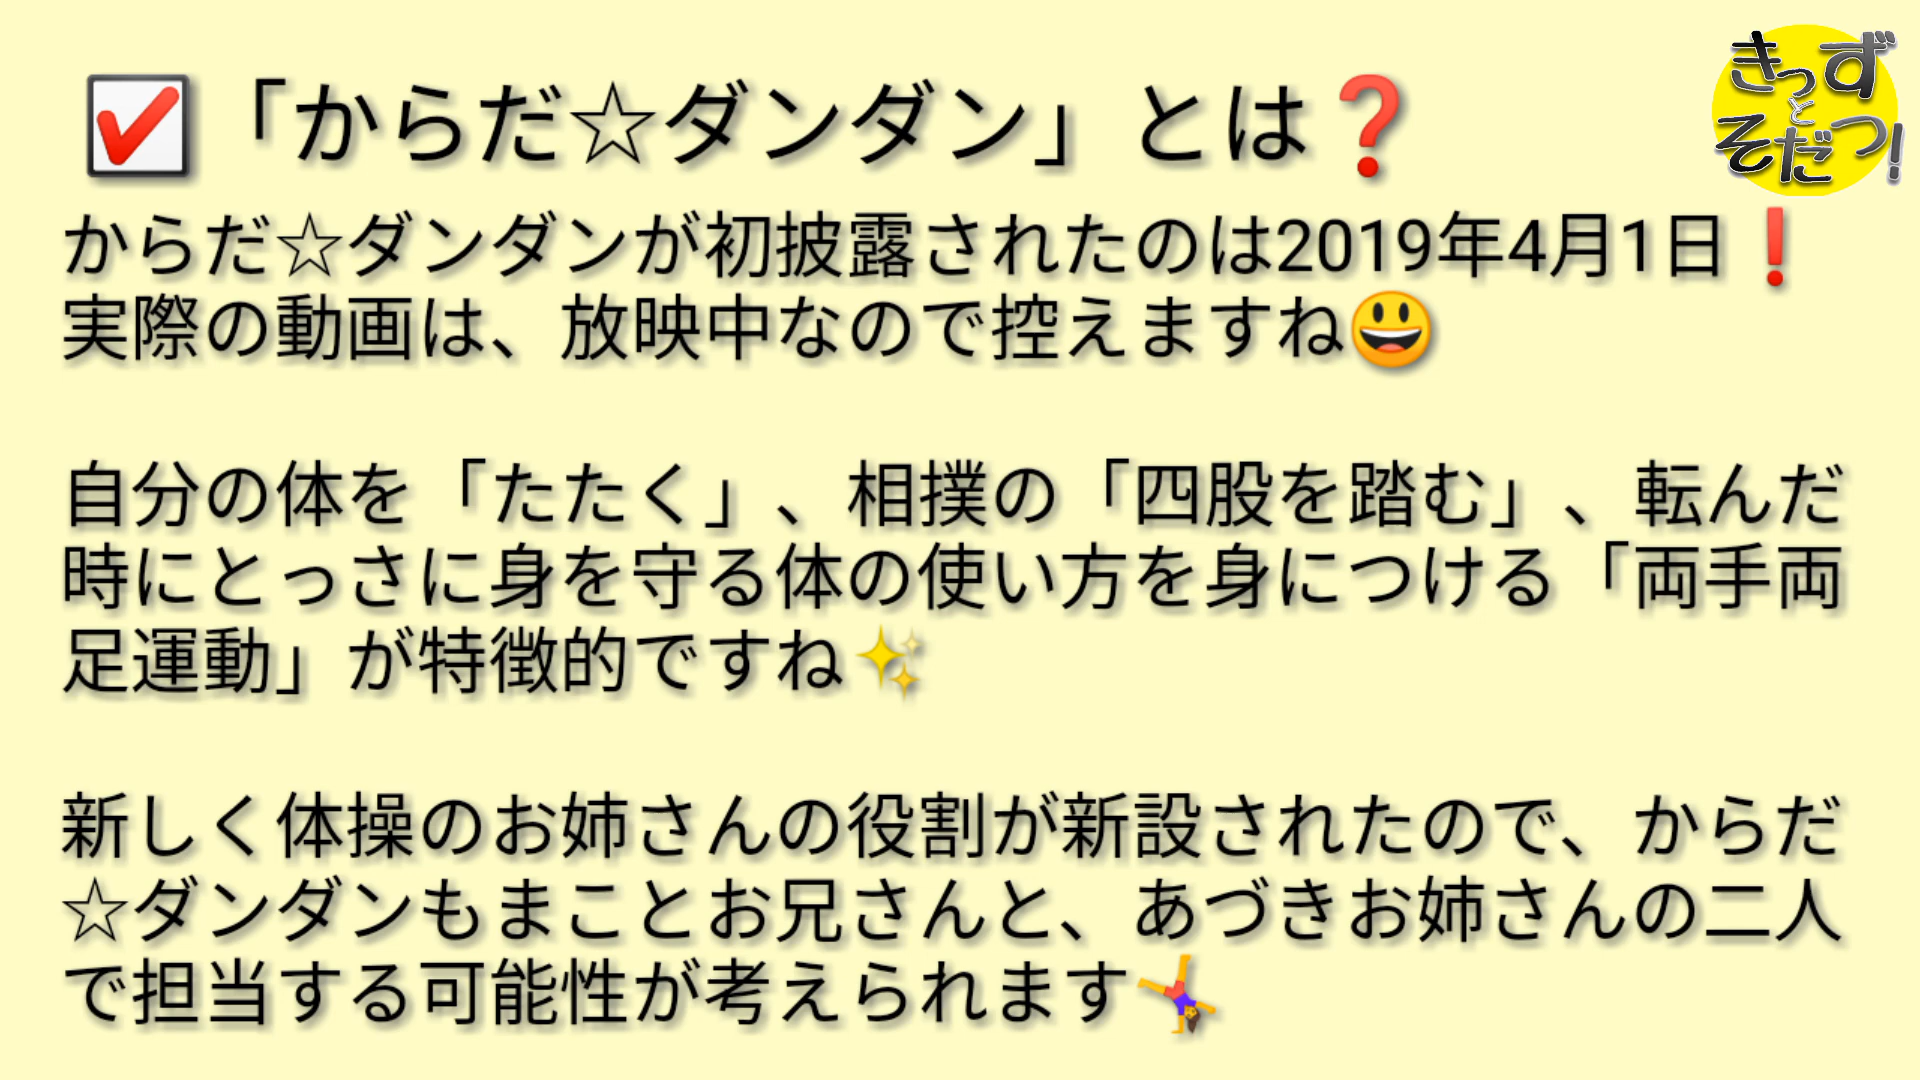 ☑「からだ☆ダンダン」とは❓
きっず
と
そだつ!
からだ☆ダンダンが初披露されたのは2019年4月1日❗
実際の動画は、放映中なので控えますね😃
自分の体を「たたく」、相撲の「四股を踏む」、転んだ
時にとっさに身を守る体の使い方を身につける「両手両
足運動」が特徴的ですね✨
新しく体操のお姉さんの役割が新設されたので、からだ
☆ダンダンもまことお兄さんと、あづきお姉さんの二人
で担当する可能性が考えられます🤸‍♀️